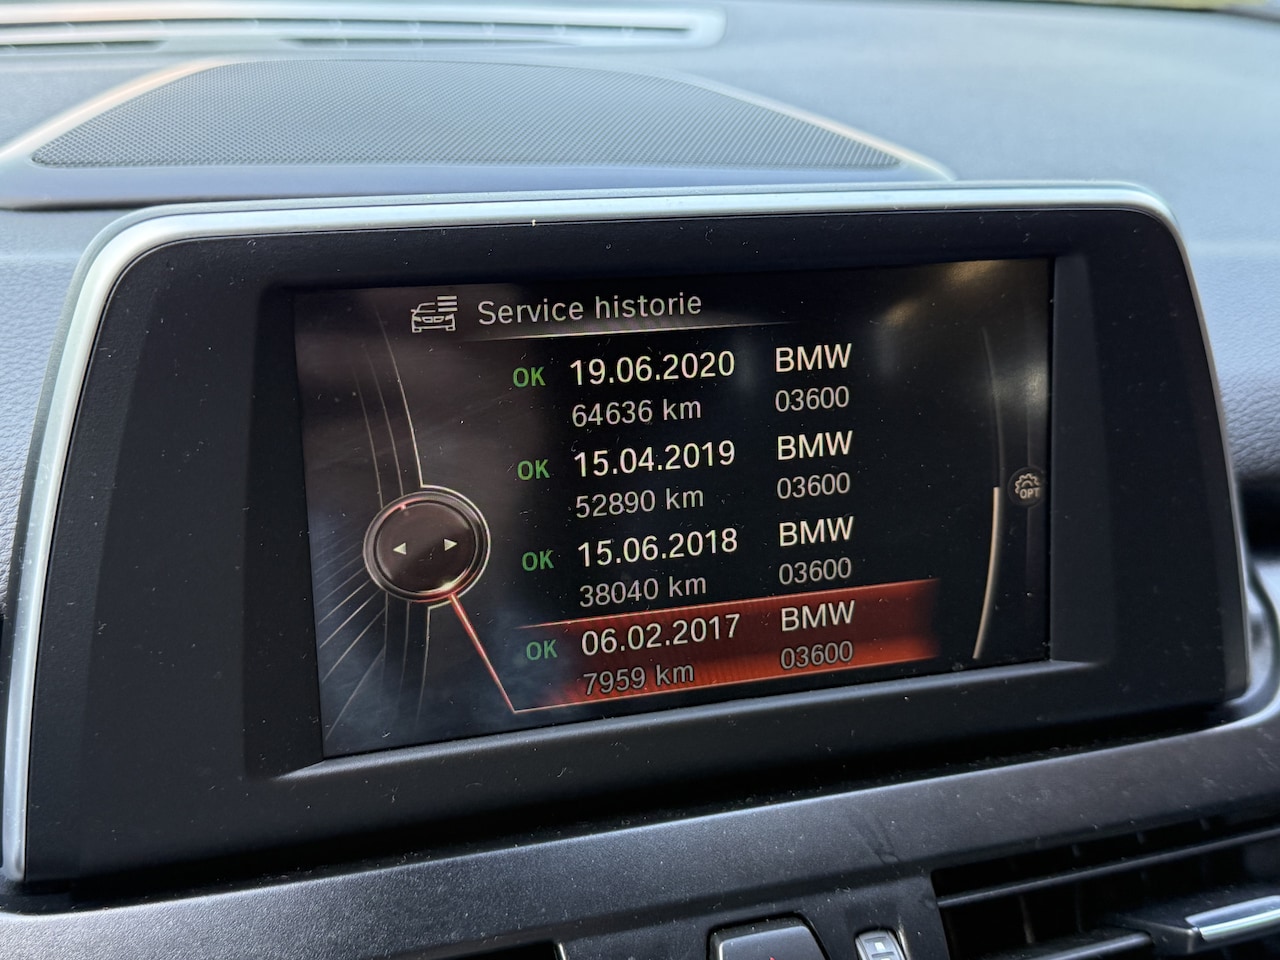 Service historie
OK 19.06.2020 BMW
64636 km 03600
OK 15.04.2019 BMW
52890 km 03600
OK 15.06.2018 BMW
38040 km 03600
OK 06.02.2017 BMW
7959 km 03600
OPT